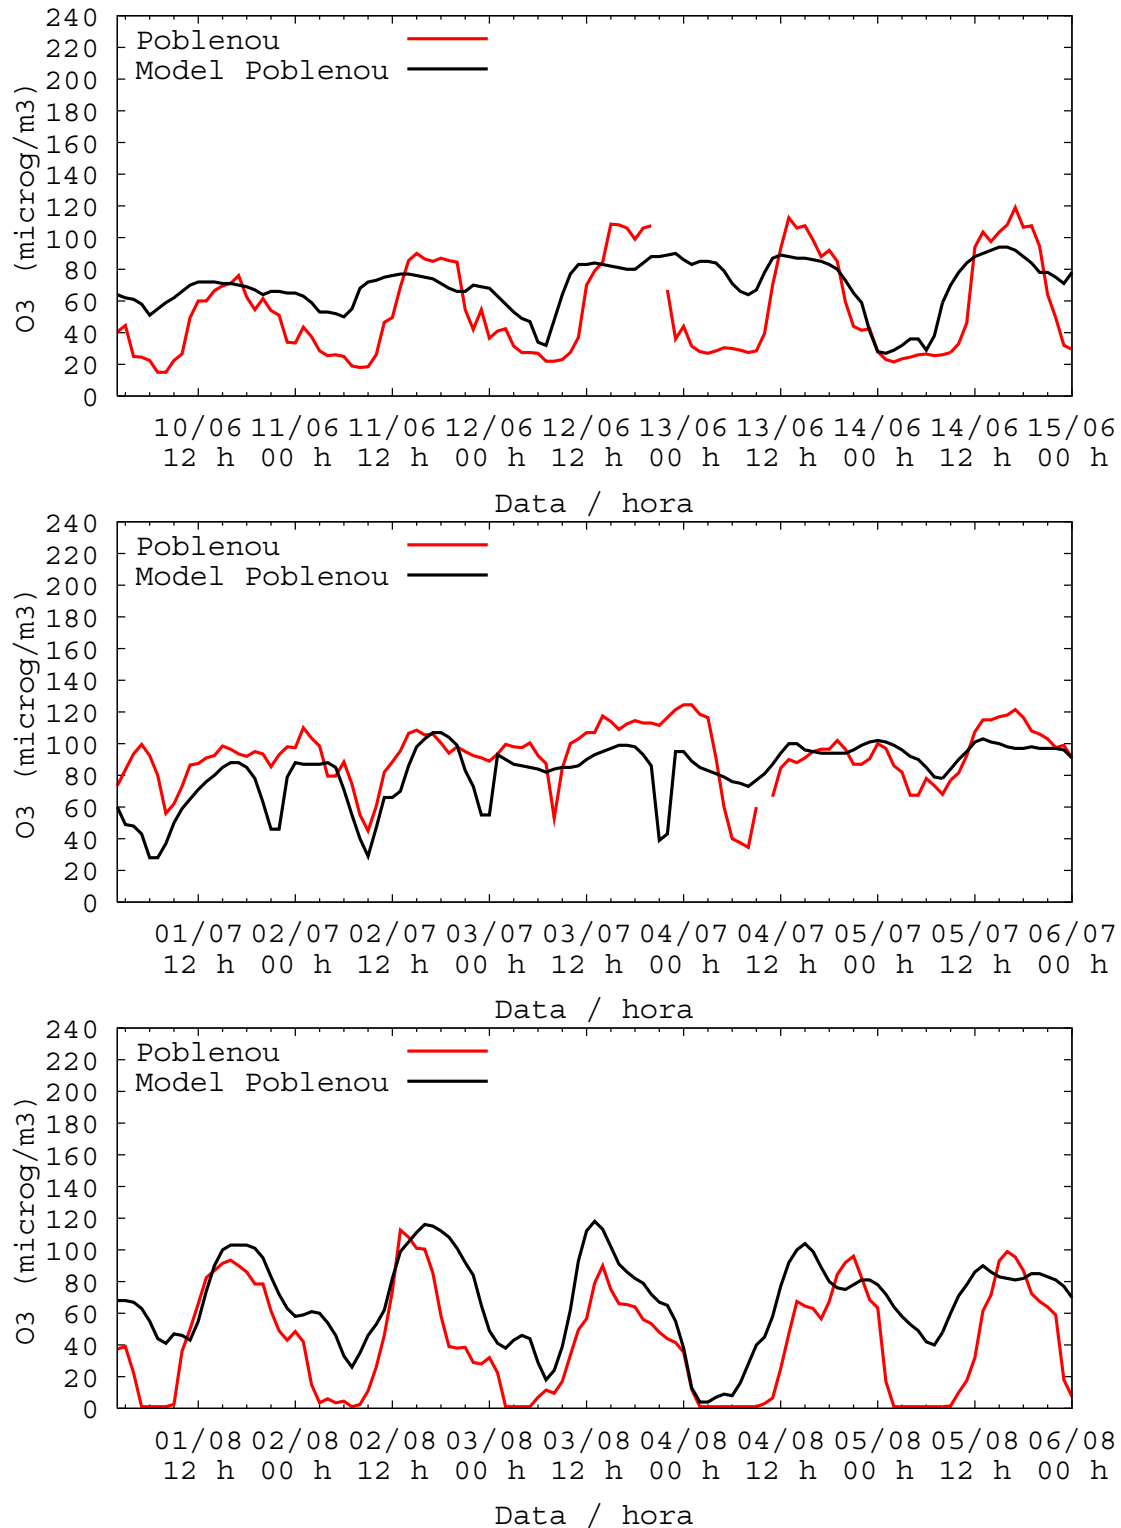 240
Poblenou
220
Model Poblenou
200
180
160
140
120
100
80
60
40
20
0
O3 (microg/m3)
10/06 11/06 11/06 12/06 12/06 13/06 13/06 14/06 14/06 15/06
12 h 00 h 12 h 00 h 12 h 00 h 12 h 00 h 12 h 00 h
Data / hora
240
Poblenou
220
Model Poblenou
200
180
160
140
120
100
80
60
40
20
0
O3 (microg/m3)
01/07 02/07 02/07 03/07 03/07 04/07 04/07 05/07 05/07 06/07
12 h 00 h 12 h 00 h 12 h 00 h 12 h 00 h 12 h 00 h
Data / hora
240
Poblenou
220
Model Poblenou
200
180
160
140
120
100
80
60
40
20
0
O3 (microg/m3)
01/08 02/08 02/08 03/08 03/08 04/08 04/08 05/08 05/08 06/08
12 h 00 h 12 h 00 h 12 h 00 h 12 h 00 h 12 h 00 h
Data / hora